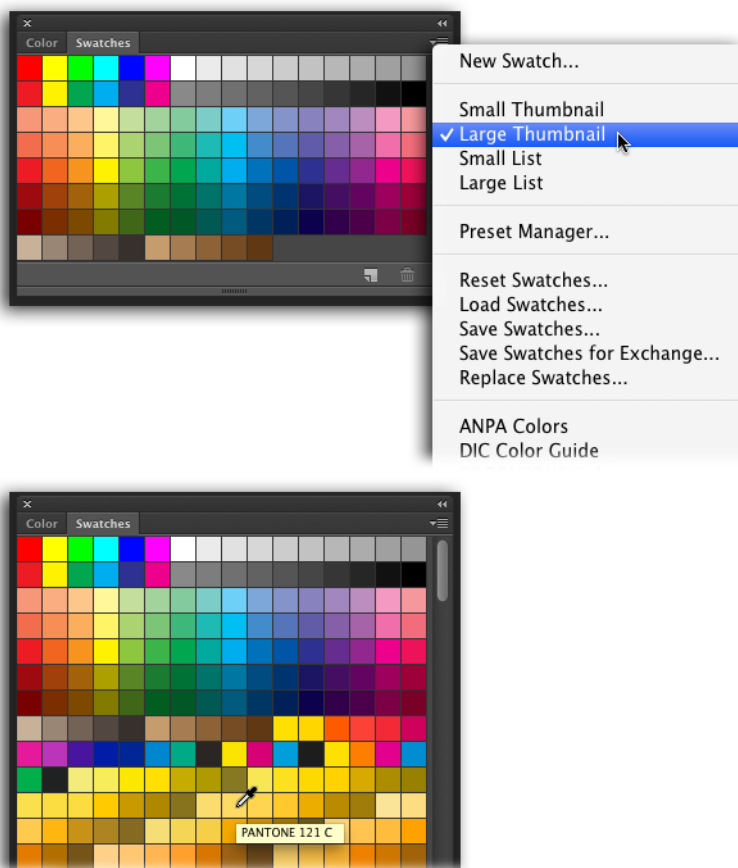 Color Swatches
New Swatch...
Small Thumbnail
Large Thumbnail
Small List
Large List
Preset Manager...
Reset Swatches...
Load Swatches...
Save Swatches...
Save Swatches for Exchange...
Replace Swatches...
ANPA Colors
DIC Color Guide
Color Swatches
PANTONE 121 C